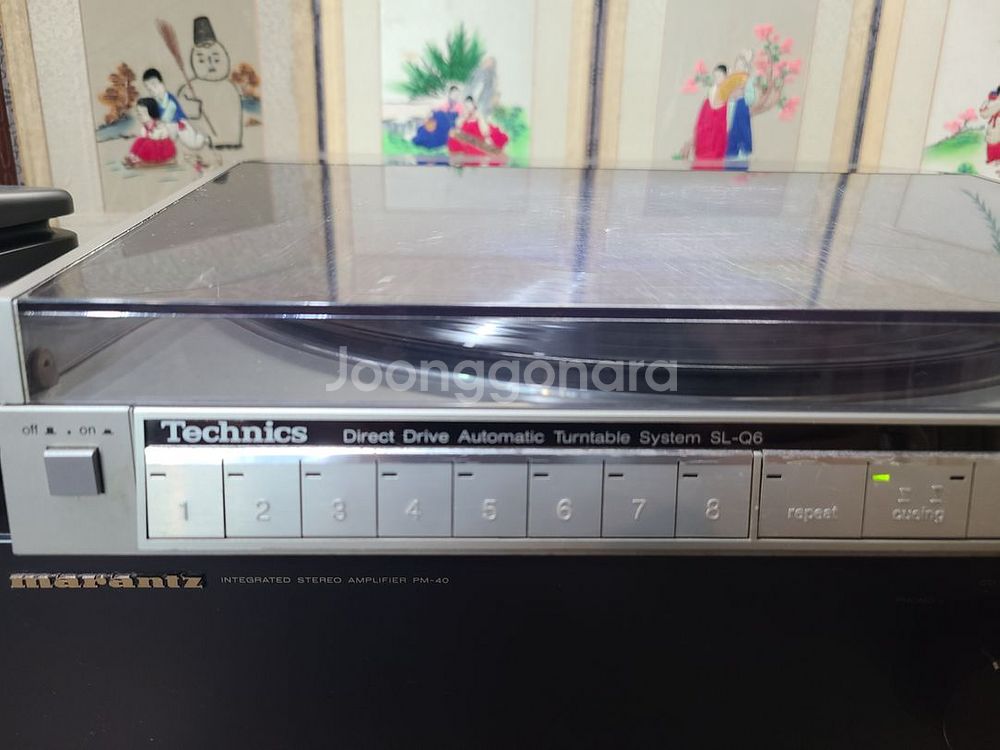 Joonggonara
off . on
Technics Direct Drive Automatic Turntable System SL-Q6
1 2 3 4 5 6 7 8 repeat cueing
marantz INTEGRATED STEREO AMPLIFIER PM-40